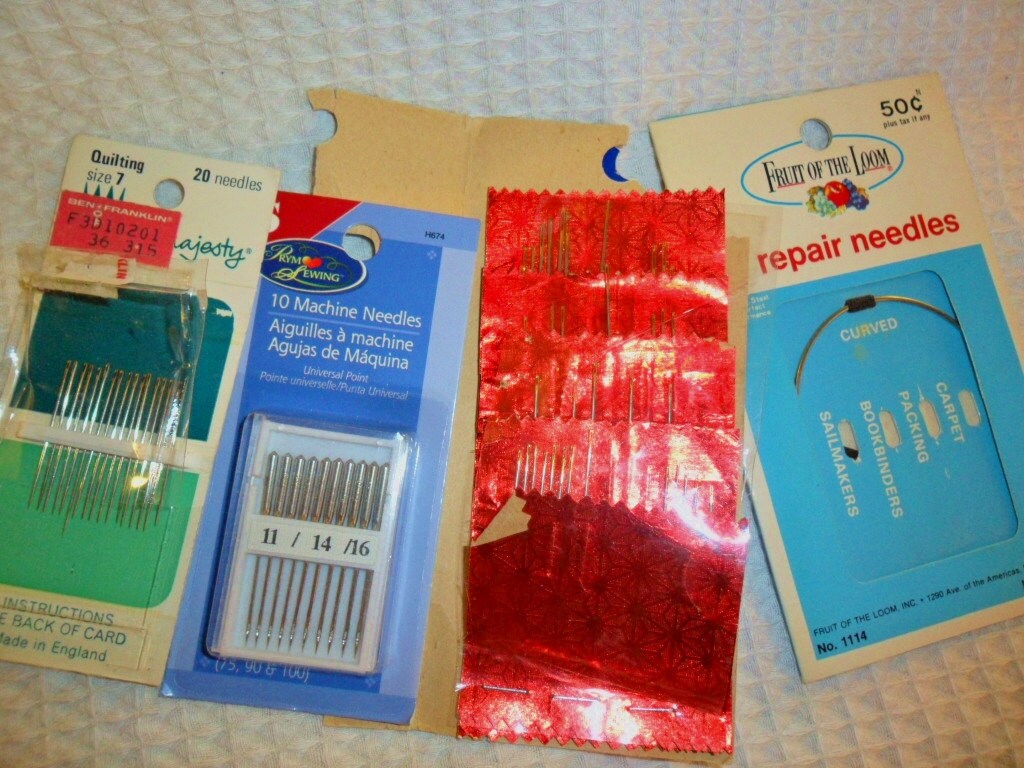 Quilting
size 7
20 needles
BEN FRANKLIN
F3010201
36 315
majesty
INSTRUCTIONS
E BACK OF CARD
Made in England
S
H674
PRYM
SEWING
10 Machine Needles
Aiguilles à machine
Agujas de Máquina
Universal Point
Pointe universelle/Punta Universal
11 / 14 /16
(75, 90 & 100)
50¢
plus tax if any
FRUIT OF THE LOOM
repair needles
CURVED
SAILMAKERS
BOOKBINDERS
PACKING
CARPET
FRUIT OF THE LOOM, INC. • 1290 Ave. of the Americas,
No. 1114